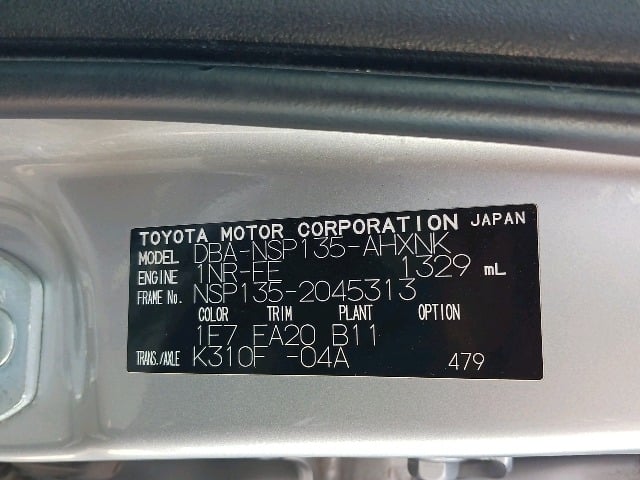 TOYOTA MOTOR CORPORATION JAPAN
MODEL DBA-NSP135-AHXNK
ENGINE 1NR-FE 1329 mL
FRAME No. NSP135-2045313
COLOR TRIM PLANT OPTION
1F7 FA20 B11
TRANS./AXLE K310F -04A 479